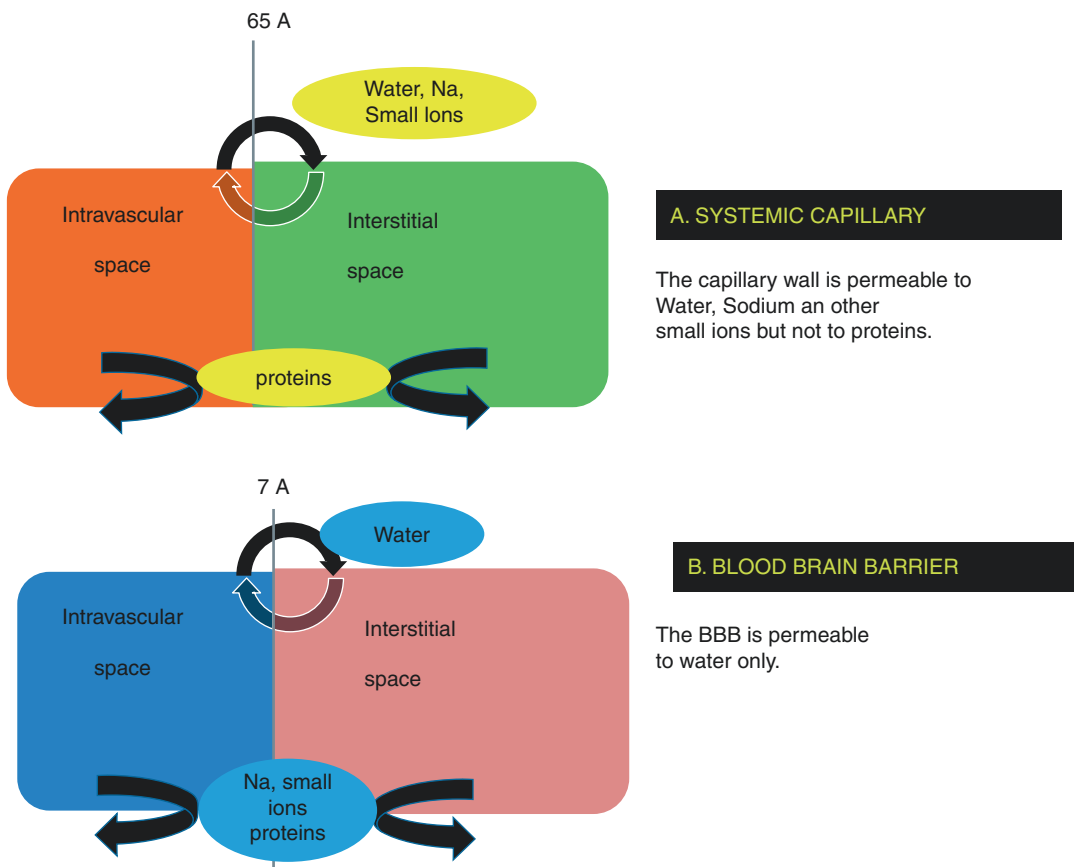 65 A
Water, Na,
Small Ions
Intravascular
space
Interstitial
space
proteins
A. SYSTEMIC CAPILLARY
The capillary wall is permeable to
Water, Sodium an other
small ions but not to proteins.
7 A
Water
Intravascular
space
Interstitial
space
Na, small
ions
proteins
B. BLOOD BRAIN BARRIER
The BBB is permeable
to water only.